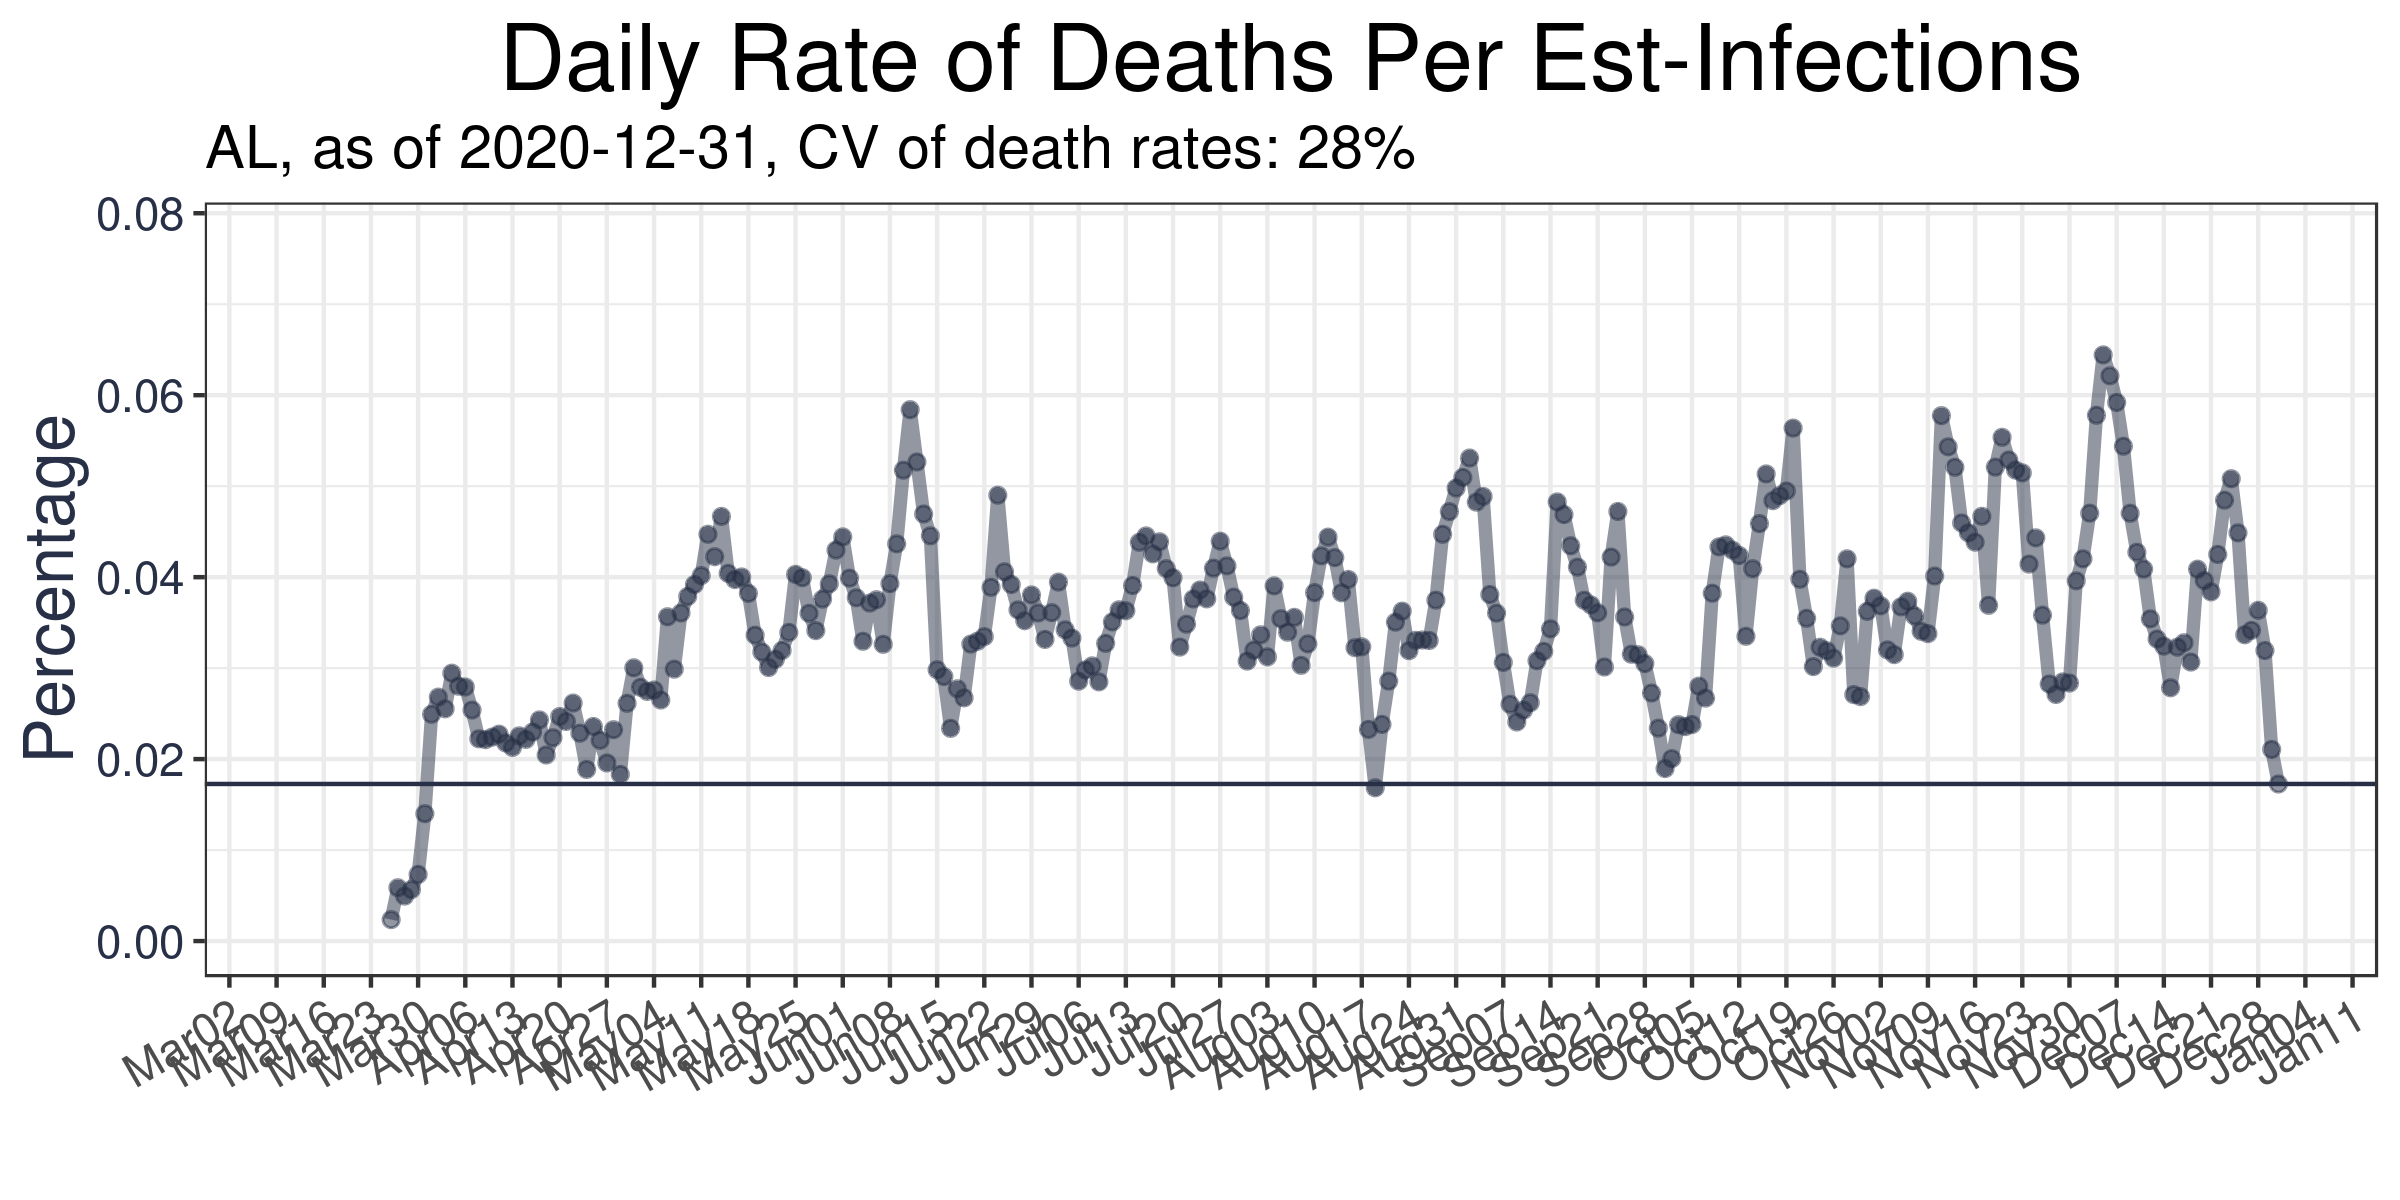 Daily Rate of Deaths Per Est-Infections
AL, as of 2020-12-31, CV of death rates: 28%
Percentage
0.08
0.06
0.04
0.02
0.00
Mar02
Mar09
Mar16
Mar23
Mar30
Apr06
Apr13
Apr20
Apr27
May04
May11
May18
May25
Jun01
Jun08
Jun15
Jun22
Jun29
Jul06
Jul13
Jul20
Jul27
Aug03
Aug10
Aug17
Aug24
Aug31
Sep07
Sep14
Sep21
Sep28
Oct05
Oct12
Oct19
Oct26
Nov02
Nov09
Nov16
Nov23
Nov30
Dec07
Dec14
Dec21
Dec28
Jan04
Jan11